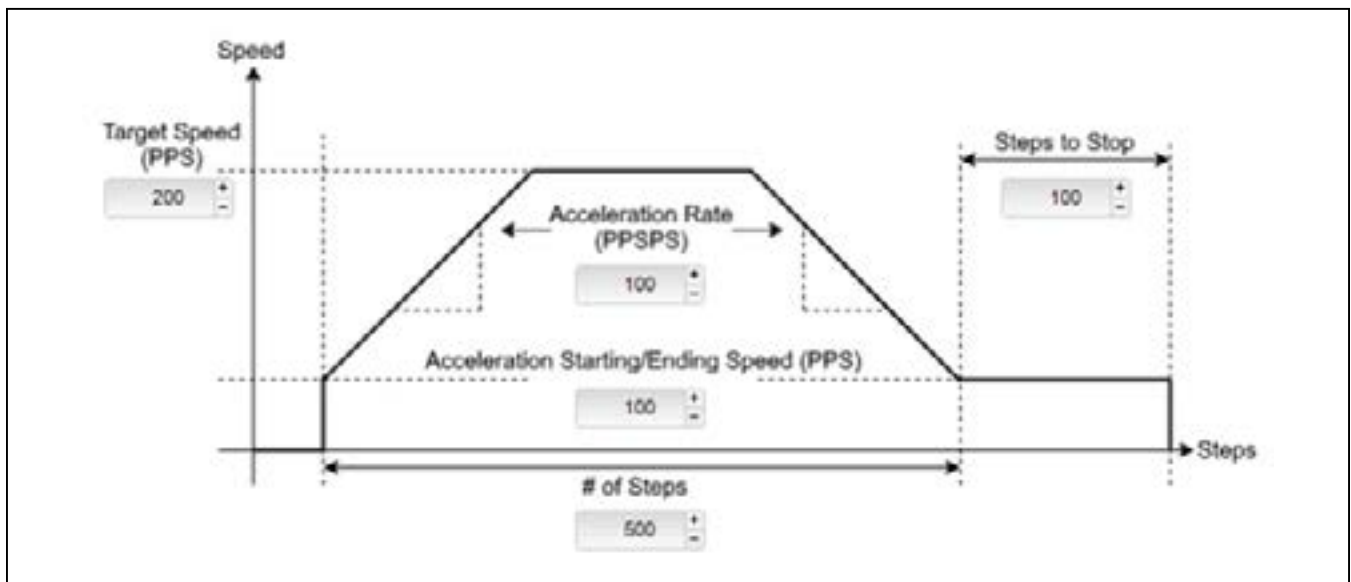 Speed
Target Speed
(PPS)
200
+
−
Steps to Stop
100
+
−
Acceleration Rate
(PPSPS)
100
+
−
Acceleration Starting/Ending Speed (PPS)
100
+
−
Steps
# of Steps
500
+
−